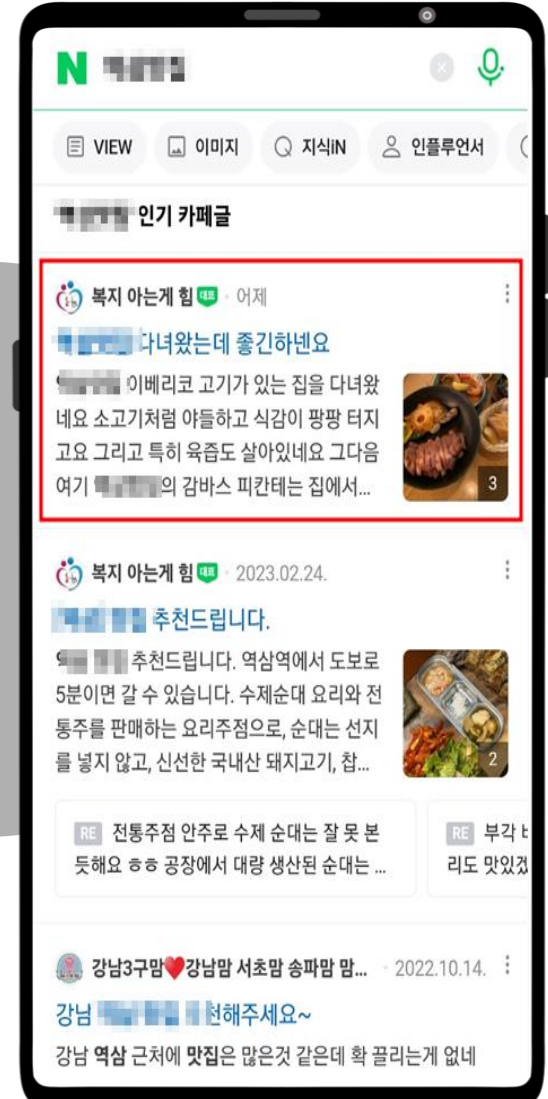 N
VIEW 이미지 지식iN 인플루언서
인기 카페글
복지 아는게 힘 대표 · 어제
다녀왔는데 좋긴하넨요
이베리코 고기가 있는 집을 다녀왔
네요 소고기처럼 야들하고 식감이 팡팡 터지
고요 그리고 특히 육즙도 살아있네요 그다음
여기 의 감바스 피칸테는 집에서...
3
복지 아는게 힘 대표 · 2023.02.24.
추천드립니다.
추천드립니다. 역삼역에서 도보로
5분이면 갈 수 있습니다. 수제순대 요리와 전
통주를 판매하는 요리주점으로, 순대는 선지
를 넣지 않고, 신선한 국내산 돼지고기, 찹...
2
RE 전통주점 안주로 수제 순대는 잘 못 본
듯해요 ㅎㅎ 공장에서 대량 생산된 순대는 ...
RE 부각
리도 맛있겠
강남3구맘❤️강남맘 서초맘 송파맘 맘... · 2022.10.14.
강남 천해주세요~
강남 역삼 근처에 맛집은 많은것 같은데 확 끌리는게 없네